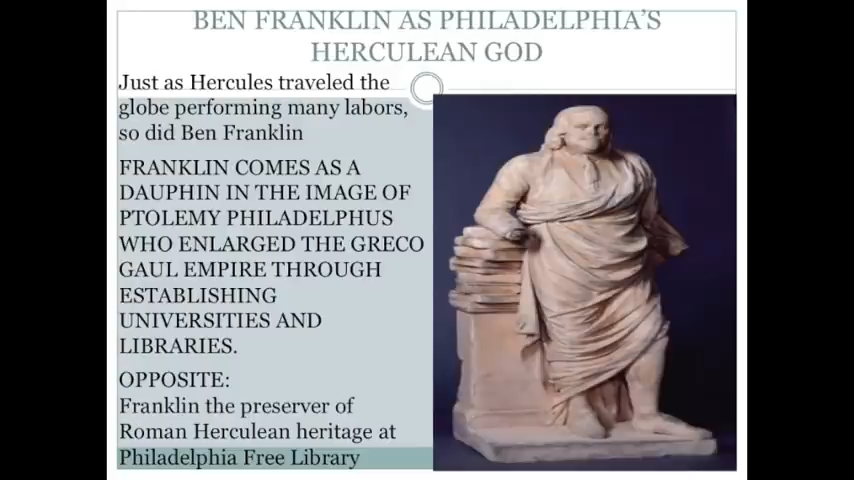 BEN FRANKLIN AS PHILADELPHIA'S
HERCULEAN GOD
Just as Hercules traveled the
globe performing many labors,
so did Ben Franklin
FRANKLIN COMES AS A
DAUPHIN IN THE IMAGE OF
PTOLEMY PHILADELPHUS
WHO ENLARGED THE GRECO
GAUL EMPIRE THROUGH
ESTABLISHING
UNIVERSITIES AND
LIBRARIES.
OPPOSITE:
Franklin the preserver of
Roman Herculean heritage at
Philadelphia Free Library